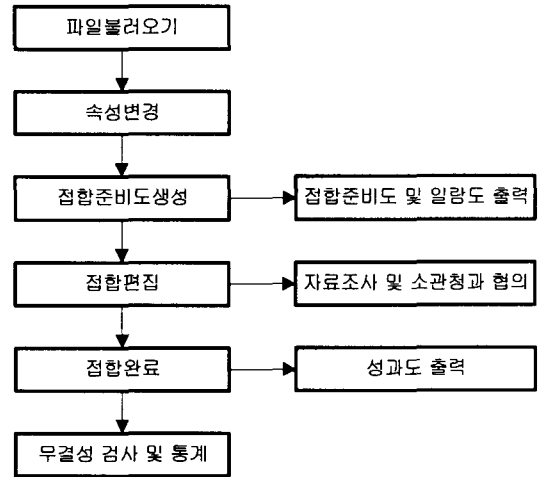 파일불러오기
속성변경
접합준비도생성
접합준비도 및 일람도 출력
접합편집
자료조사 및 소관청과 협의
접합완료
성과도 출력
무결성 검사 및 통계